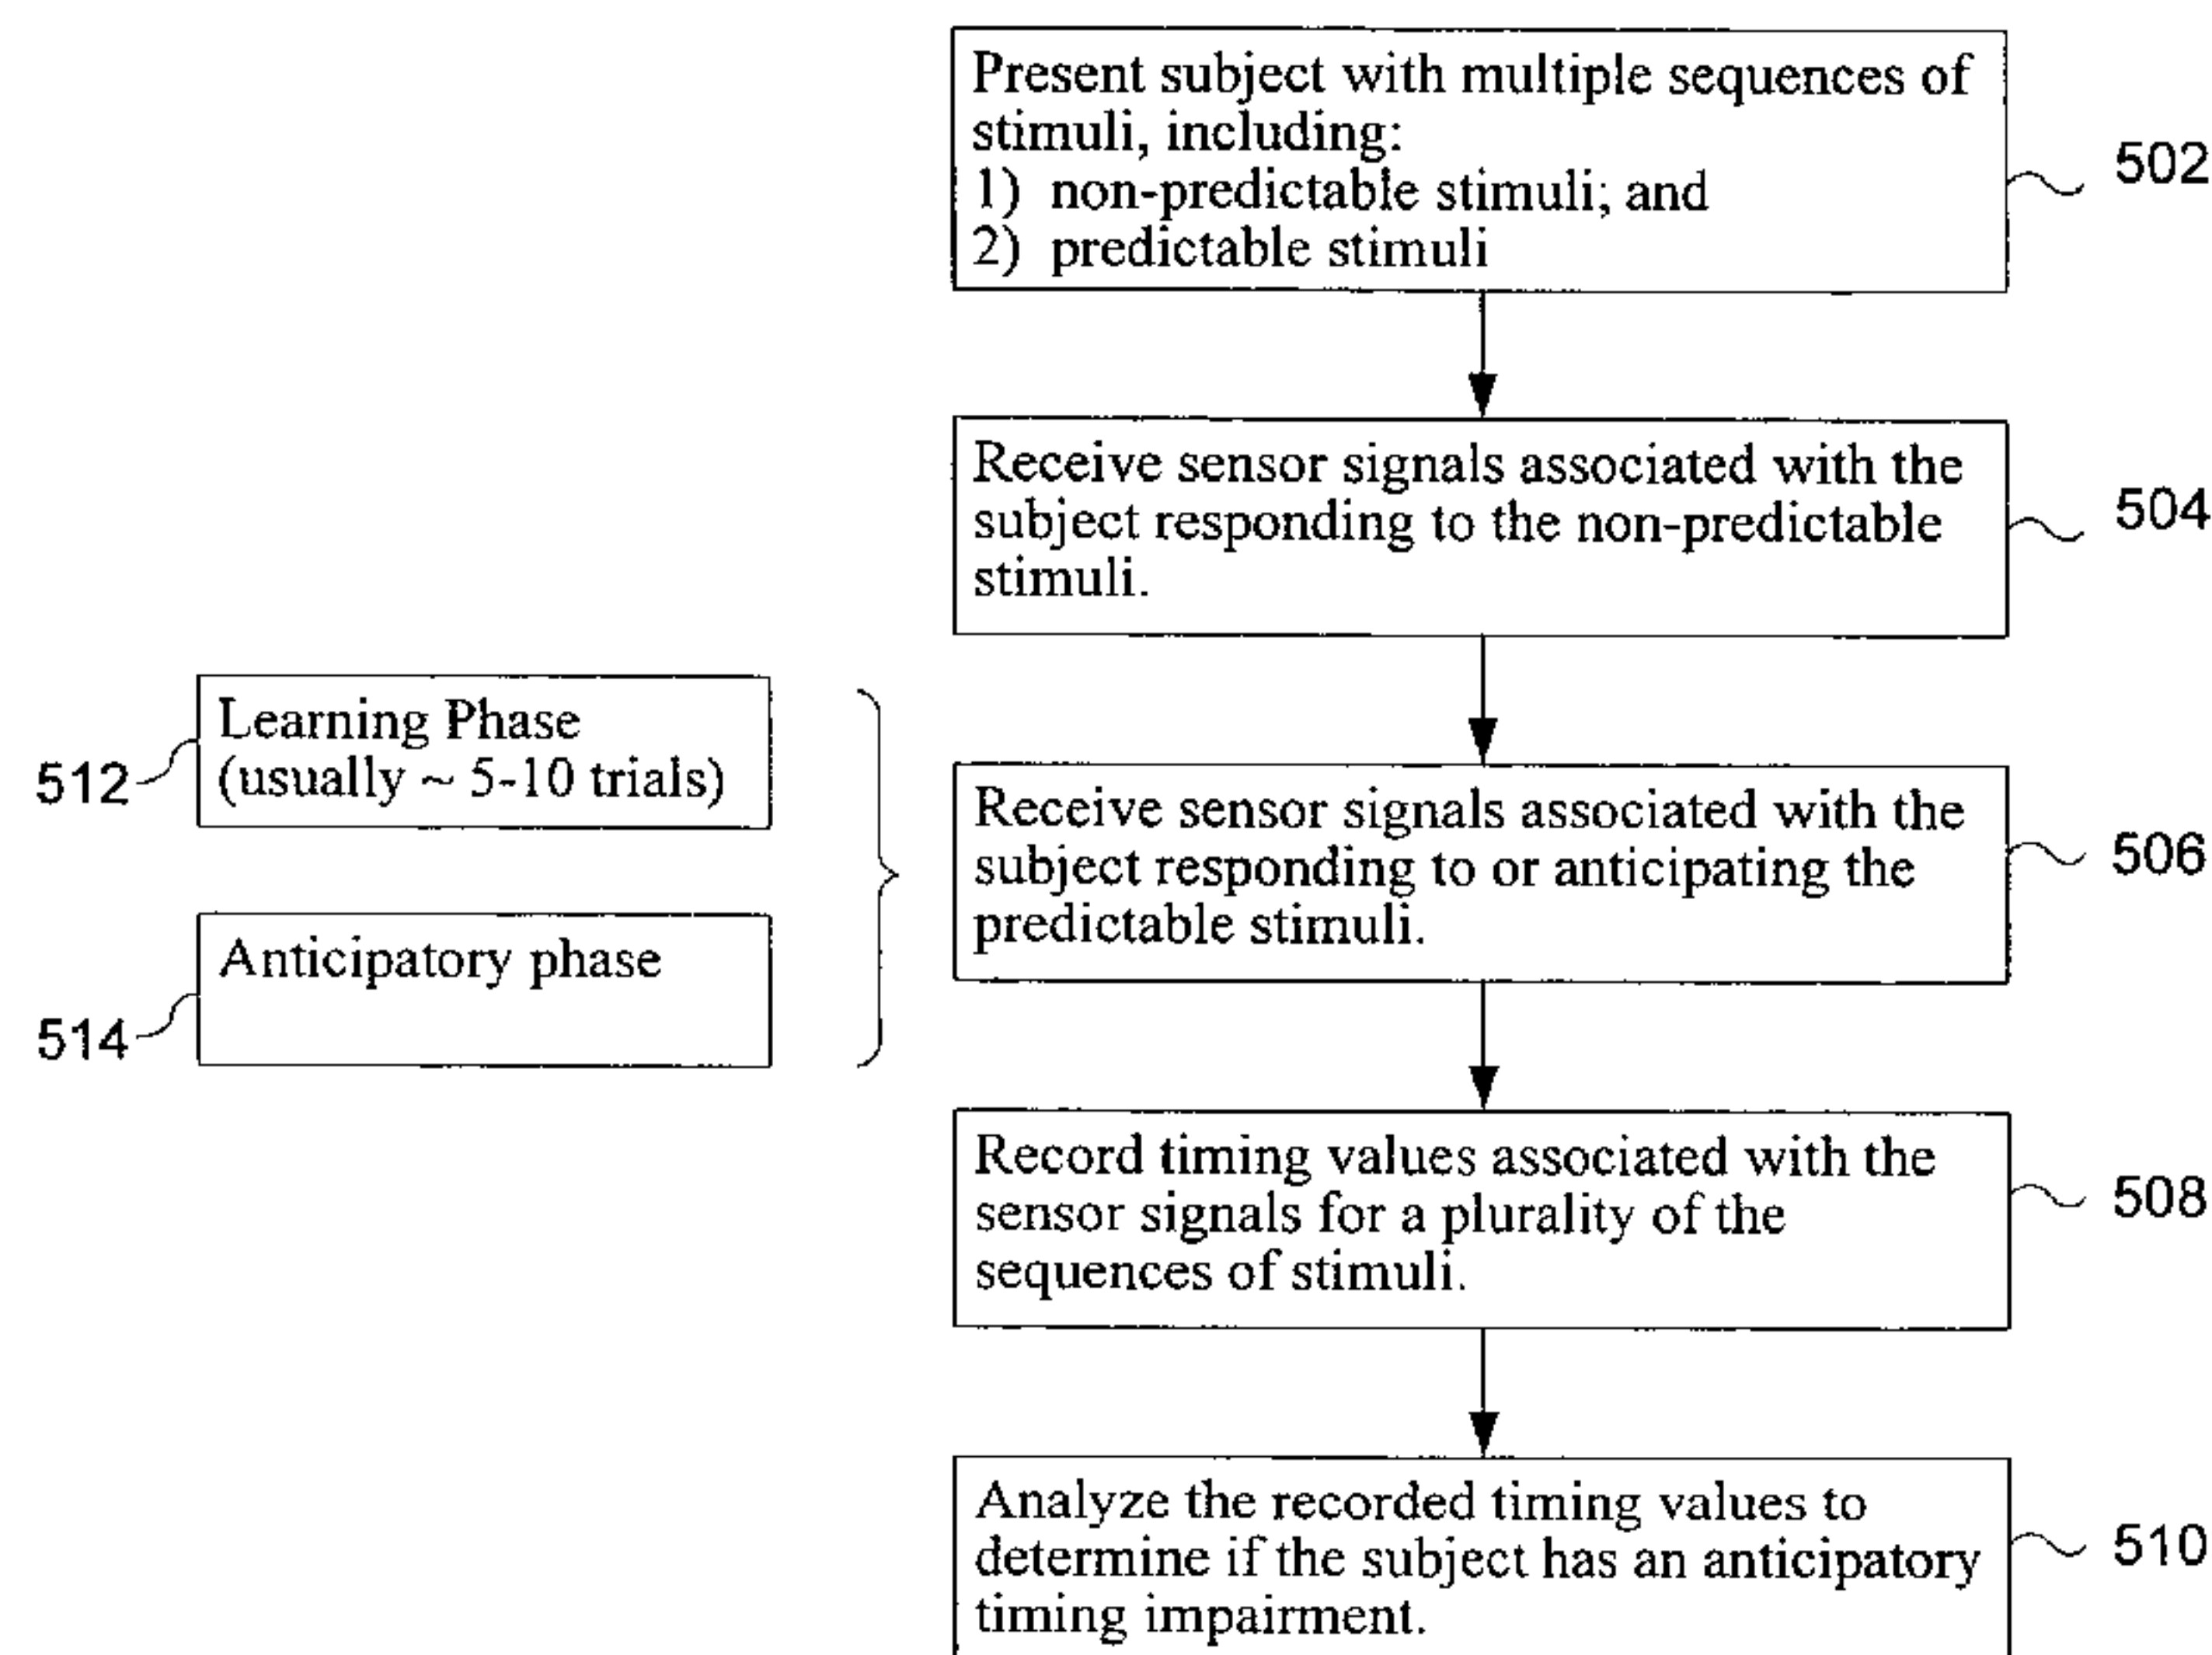 Present subject with multiple sequences of
stimuli, including:
1) non-predictable stimuli; and
2) predictable stimuli
502
Receive sensor signals associated with the
subject responding to the non-predictable
stimuli.
504
Learning Phase
(usually ~ 5-10 trials)
512
Anticipatory phase
514
Receive sensor signals associated with the
subject responding to or anticipating the
predictable stimuli.
506
Record timing values associated with the
sensor signals for a plurality of the
sequences of stimuli.
508
Analyze the recorded timing values to
determine if the subject has an anticipatory
timing impairment.
510